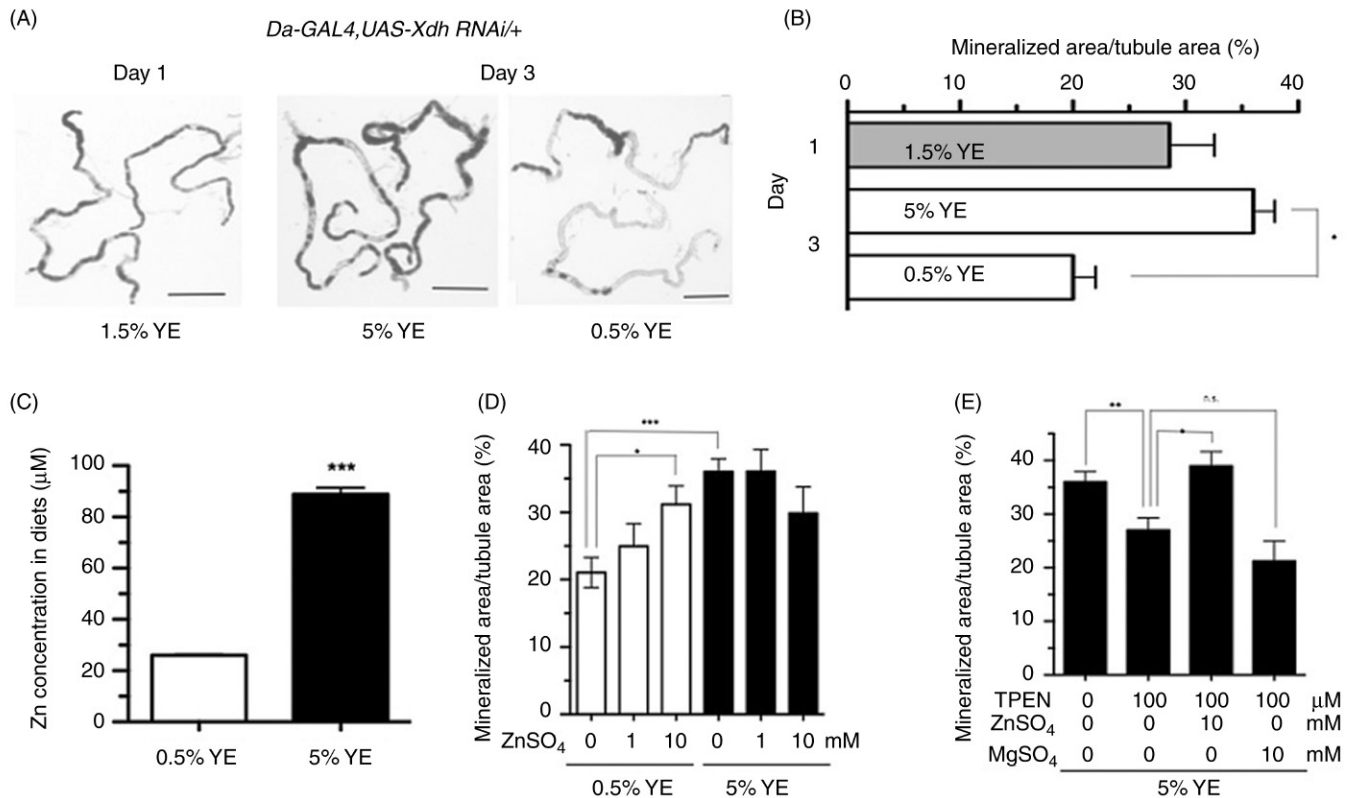 (A)
Da-GAL4,UAS-Xdh RNAi/+
Day 1
Day 3
1.5% YE
5% YE
0.5% YE
(B)
Mineralized area/tubule area (%)
0 10 20 30 40
Day
1
3
1.5% YE
5% YE
0.5% YE
*
(C)
Zn concentration in diets (μM)
100
80
60
40
20
0
***
0.5% YE
5% YE
(D)
Mineralized area/tubule area (%)
40
30
20
10
0
***
*
ZnSO4 0 1 10 0 1 10 mM
0.5% YE
5% YE
(E)
Mineralized area/tubule area (%)
40
30
20
10
0
**
n.s.
*
TPEN 0 100 100 100 μM
ZnSO4 0 0 10 0 mM
MgSO4 0 0 0 10 mM
5% YE